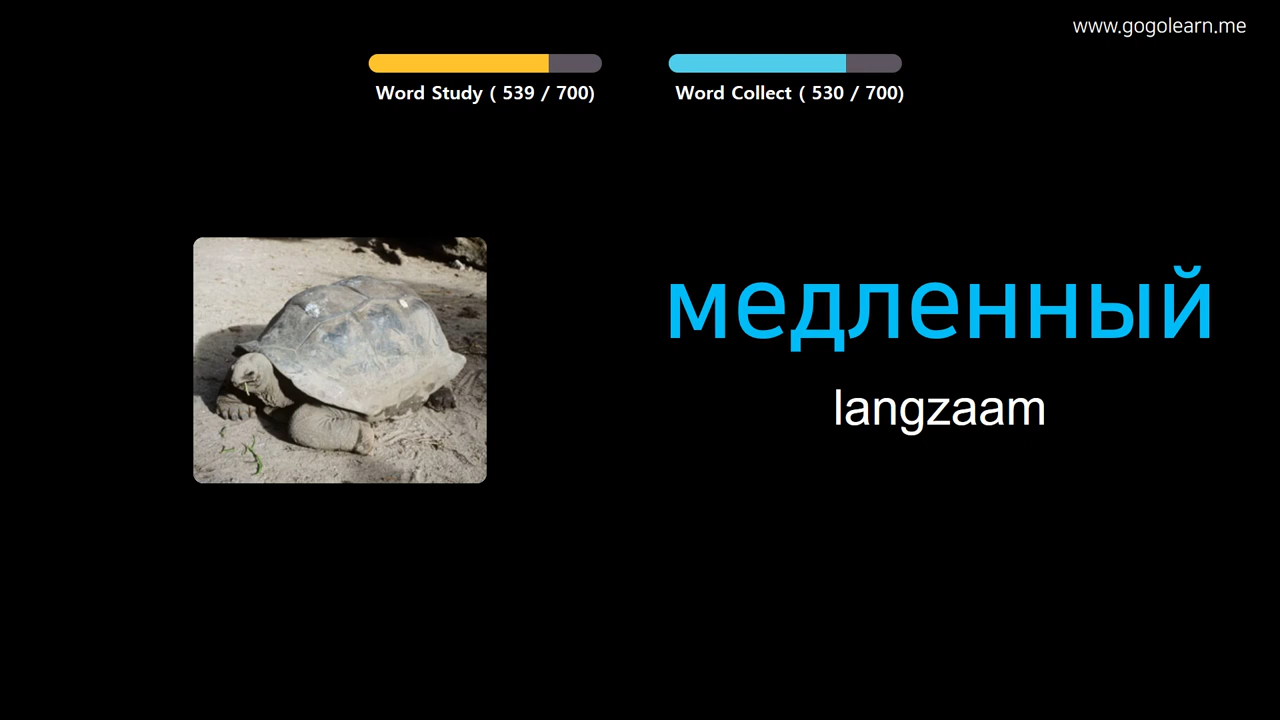 www.gogolearn.me
Word Study ( 539 / 700)
Word Collect ( 530 / 700)
медленный
langzaam